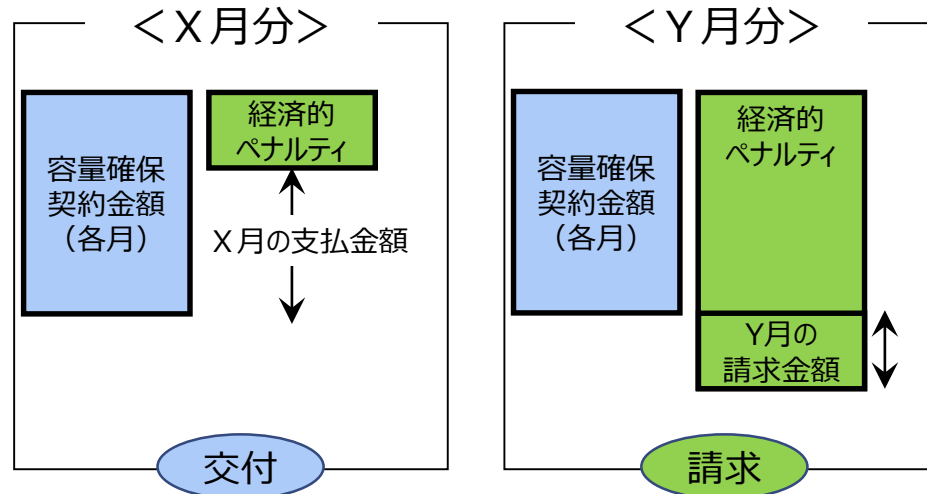 ＜X月分＞
容量確保
契約金額
（各月）
経済的
ペナルティ
X月の支払金額
交付
＜Y月分＞
容量確保
契約金額
（各月）
経済的
ペナルティ
Y月の
請求金額
請求